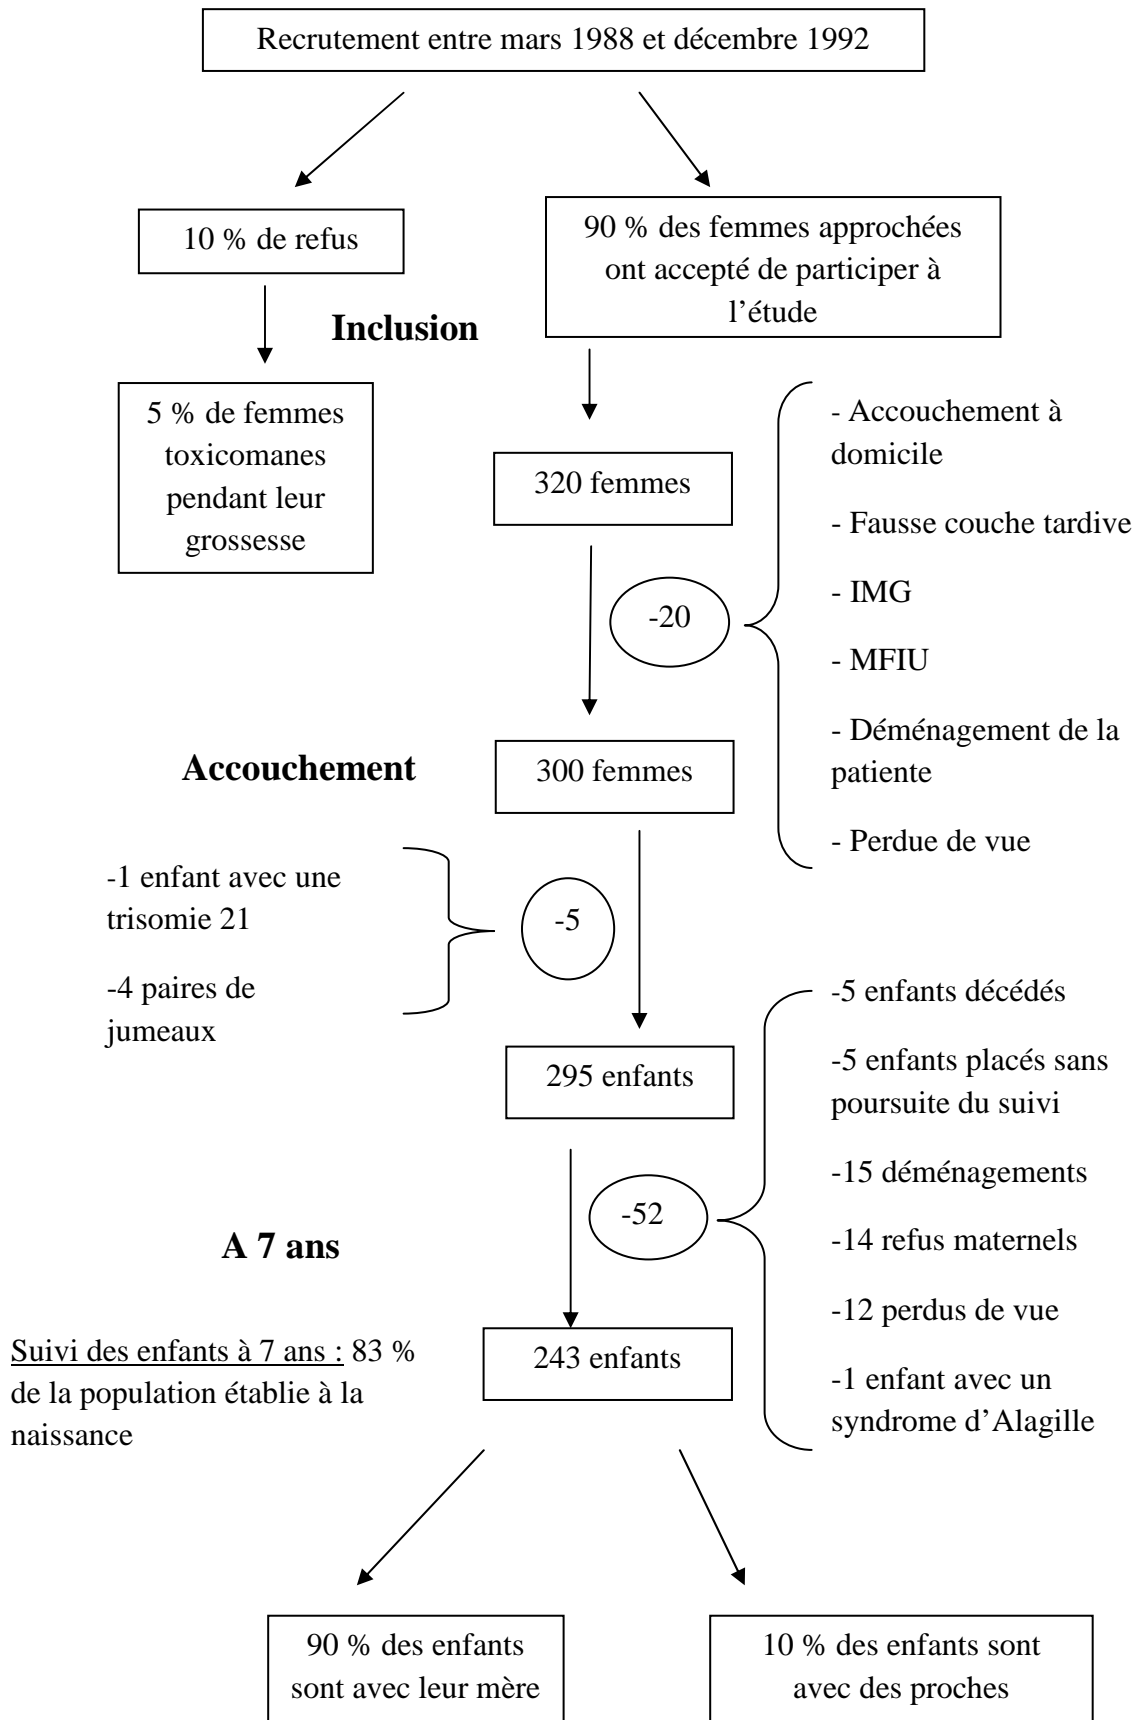 Recrutement entre mars 1988 et décembre 1992
10 % de refus
90 % des femmes approchées
ont accepté de participer à
l’étude
Inclusion
5 % de femmes
toxicomanes
pendant leur
grossesse
320 femmes
-20
- Accouchement à
domicile
- Fausse couche tardive
- IMG
- MFIU
- Déménagement de la
patiente
- Perdue de vue
Accouchement
300 femmes
-1 enfant avec une
trisomie 21
-4 paires de
jumeaux
-5
295 enfants
-52
-5 enfants décédés
-5 enfants placés sans
poursuite du suivi
-15 déménagements
-14 refus maternels
-12 perdus de vue
-1 enfant avec un
syndrome d’Alagille
A 7 ans
Suivi des enfants à 7 ans : 83 %
de la population établie à la
naissance
243 enfants
90 % des enfants
sont avec leur mère
10 % des enfants sont
avec des proches